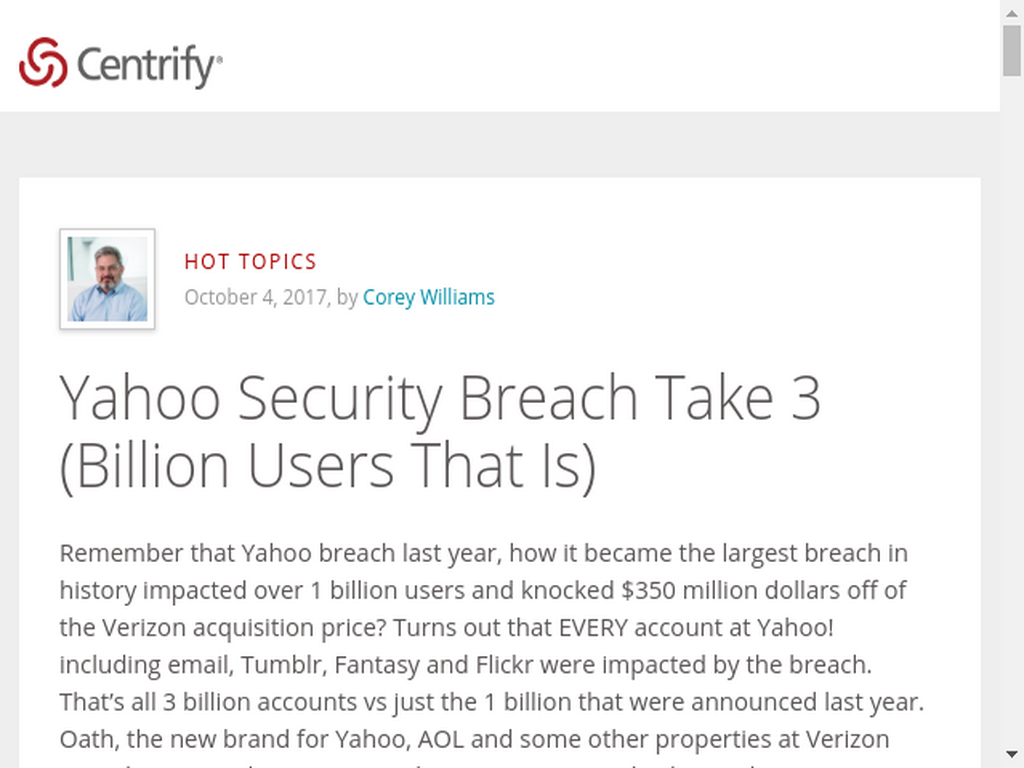 Centrify®
HOT TOPICS
October 4, 2017, by Corey Williams
Yahoo Security Breach Take 3
(Billion Users That Is)
Remember that Yahoo breach last year, how it became the largest breach in
history impacted over 1 billion users and knocked $350 million dollars off of
the Verizon acquisition price? Turns out that EVERY account at Yahoo!
including email, Tumblr, Fantasy and Flickr were impacted by the breach.
That’s all 3 billion accounts vs just the 1 billion that were announced last year.
Oath, the new brand for Yahoo, AOL and some other properties at Verizon